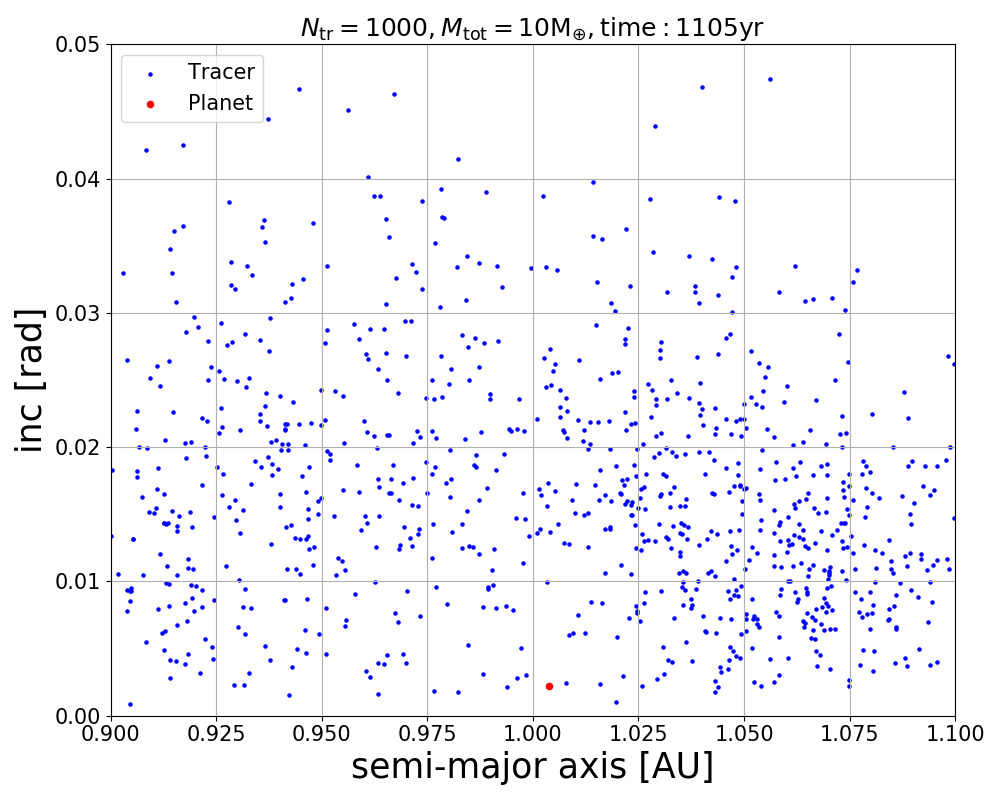 N_tr = 1000, M_tot = 10M_⊕, time : 1105yr
Tracer
Planet
0.05
0.04
0.03
0.02
0.01
0.00
inc [rad]
0.900 0.925 0.950 0.975 1.000 1.025 1.050 1.075 1.100
semi-major axis [AU]